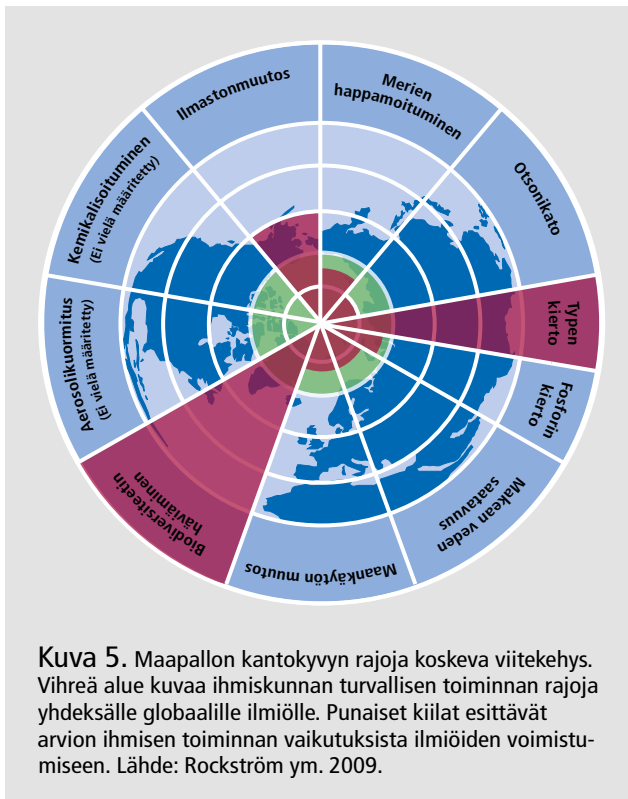 Ilmastonmuutos
Merien
happamoituminen
Otsonikato
Typen
kierto
Fosforin
kierto
Makean veden
saatavuus
Maankäytön muutos
Biodiversiteetin
häviäminen
Aerosolikuormitus
(Ei vielä määritetty)
Kemikalisoituminen
(Ei vielä määritetty)
Kuva 5. Maapallon kantokyvyn rajoja koskeva viitekehys.
Vihreä alue kuvaa ihmiskunnan turvallisen toiminnan rajoja
yhdeksälle globaalille ilmiölle. Punaiset kiilat esittävät
arvion ihmisen toiminnan vaikutuksista ilmiöiden voimistu-
miseen. Lähde: Rockström ym. 2009.